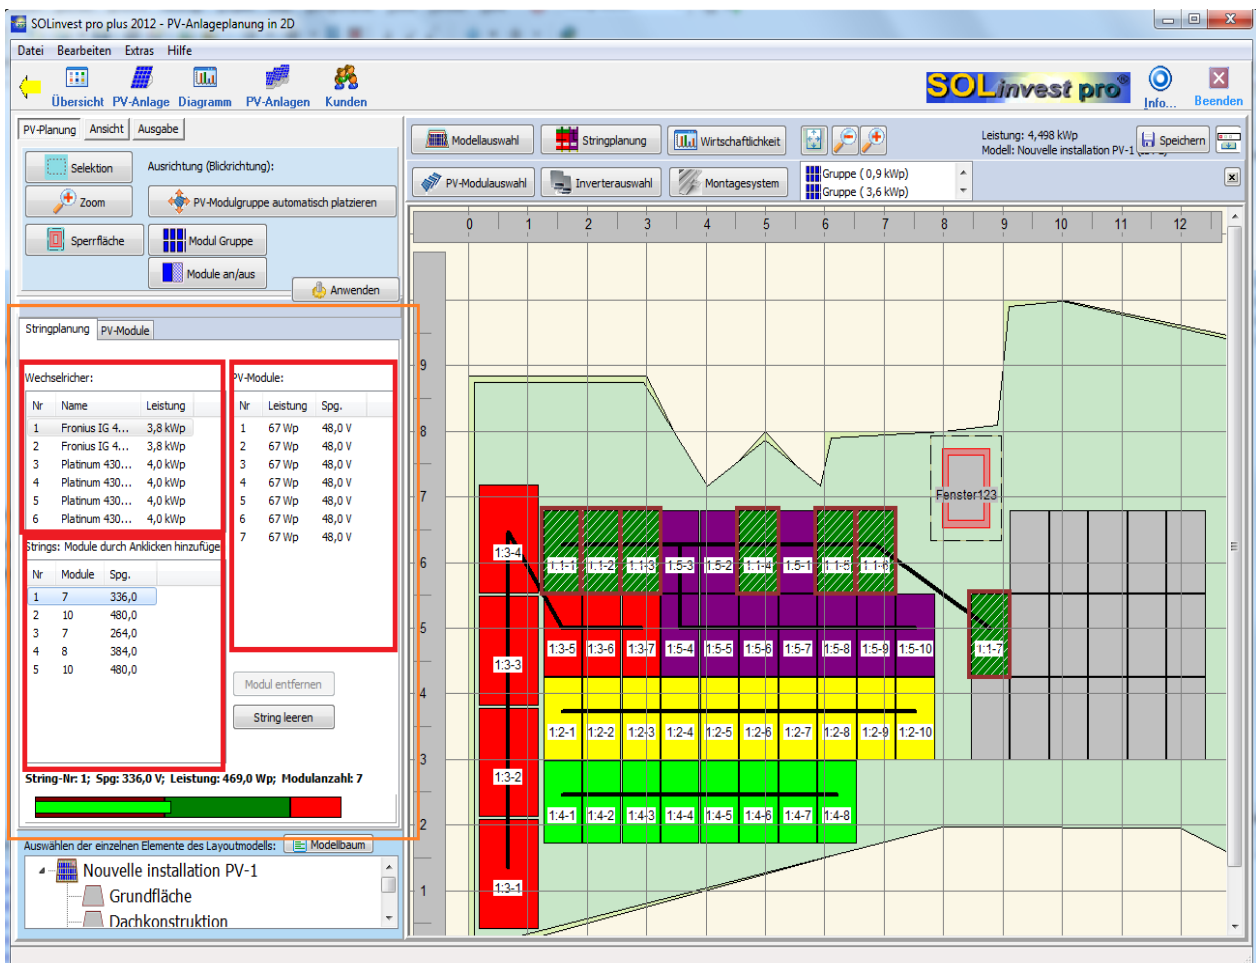 SOLinvest pro plus 2012 - PV-Anlageplanung in 2D
Datei Bearbeiten Extras Hilfe
Übersicht PV-Anlage Diagramm PV-Anlagen Kunden
SOLinvest pro®
Info... Beenden
PV-Planung Ansicht Ausgabe
Selektion
Ausrichtung (Blickrichtung):
Zoom
PV-Modulgruppe automatisch platzieren
Sperrfläche
Modul Gruppe
Module an/aus
Anwenden
Modellauswahl Stringplanung Wirtschaftlichkeit
Leistung: 4,498 kWp
Modell: Nouvelle installation PV-1
Speichern
PV-Modulauswahl Inverterauswahl Montagesystem
Gruppe ( 0,9 kWp)
Gruppe ( 3,6 kWp)
Stringplanung PV-Module
Wechselrichter:
Nr Name Leistung
1 Fronius IG 4... 3,8 kWp
2 Fronius IG 4... 3,8 kWp
3 Platinum 430... 4,0 kWp
4 Platinum 430... 4,0 kWp
5 Platinum 430... 4,0 kWp
6 Platinum 430... 4,0 kWp
PV-Module:
Nr Leistung Spg.
1 67 Wp 48,0 V
2 67 Wp 48,0 V
3 67 Wp 48,0 V
4 67 Wp 48,0 V
5 67 Wp 48,0 V
6 67 Wp 48,0 V
7 67 Wp 48,0 V
Strings: Module durch Anklicken hinzufüge
Nr Module Spg.
1 7 336,0
2 10 480,0
3 7 264,0
4 8 384,0
5 10 480,0
Modul entfernen
String leeren
String-Nr: 1; Spg: 336,0 V; Leistung: 469,0 Wp; Modulanzahl: 7
Auswählen der einzelnen Elemente des Layoutmodells:
Modellbaum
Nouvelle installation PV-1
Grundfläche
Dachkonstruktion
0 1 2 3 4 5 6 7 8 9 10 11 12
9
8
7
6
5
4
3
2
1
m
Fenster123
1:3-4 1:1-1 1:1-2 1:1-3 1:5-3 1:5-2 1:1-4 1:5-1 1:1-5 1:1-6
1:3-3 1:3-5 1:3-6 1:3-7 1:5-4 1:5-5 1:5-6 1:5-7 1:5-8 1:5-9 1:5-10 1:1-7
1:2-1 1:2-2 1:2-3 1:2-4 1:2-5 1:2-6 1:2-7 1:2-8 1:2-9 1:2-10
1:3-2 1:4-1 1:4-2 1:4-3 1:4-4 1:4-5 1:4-6 1:4-7 1:4-8
1:3-1